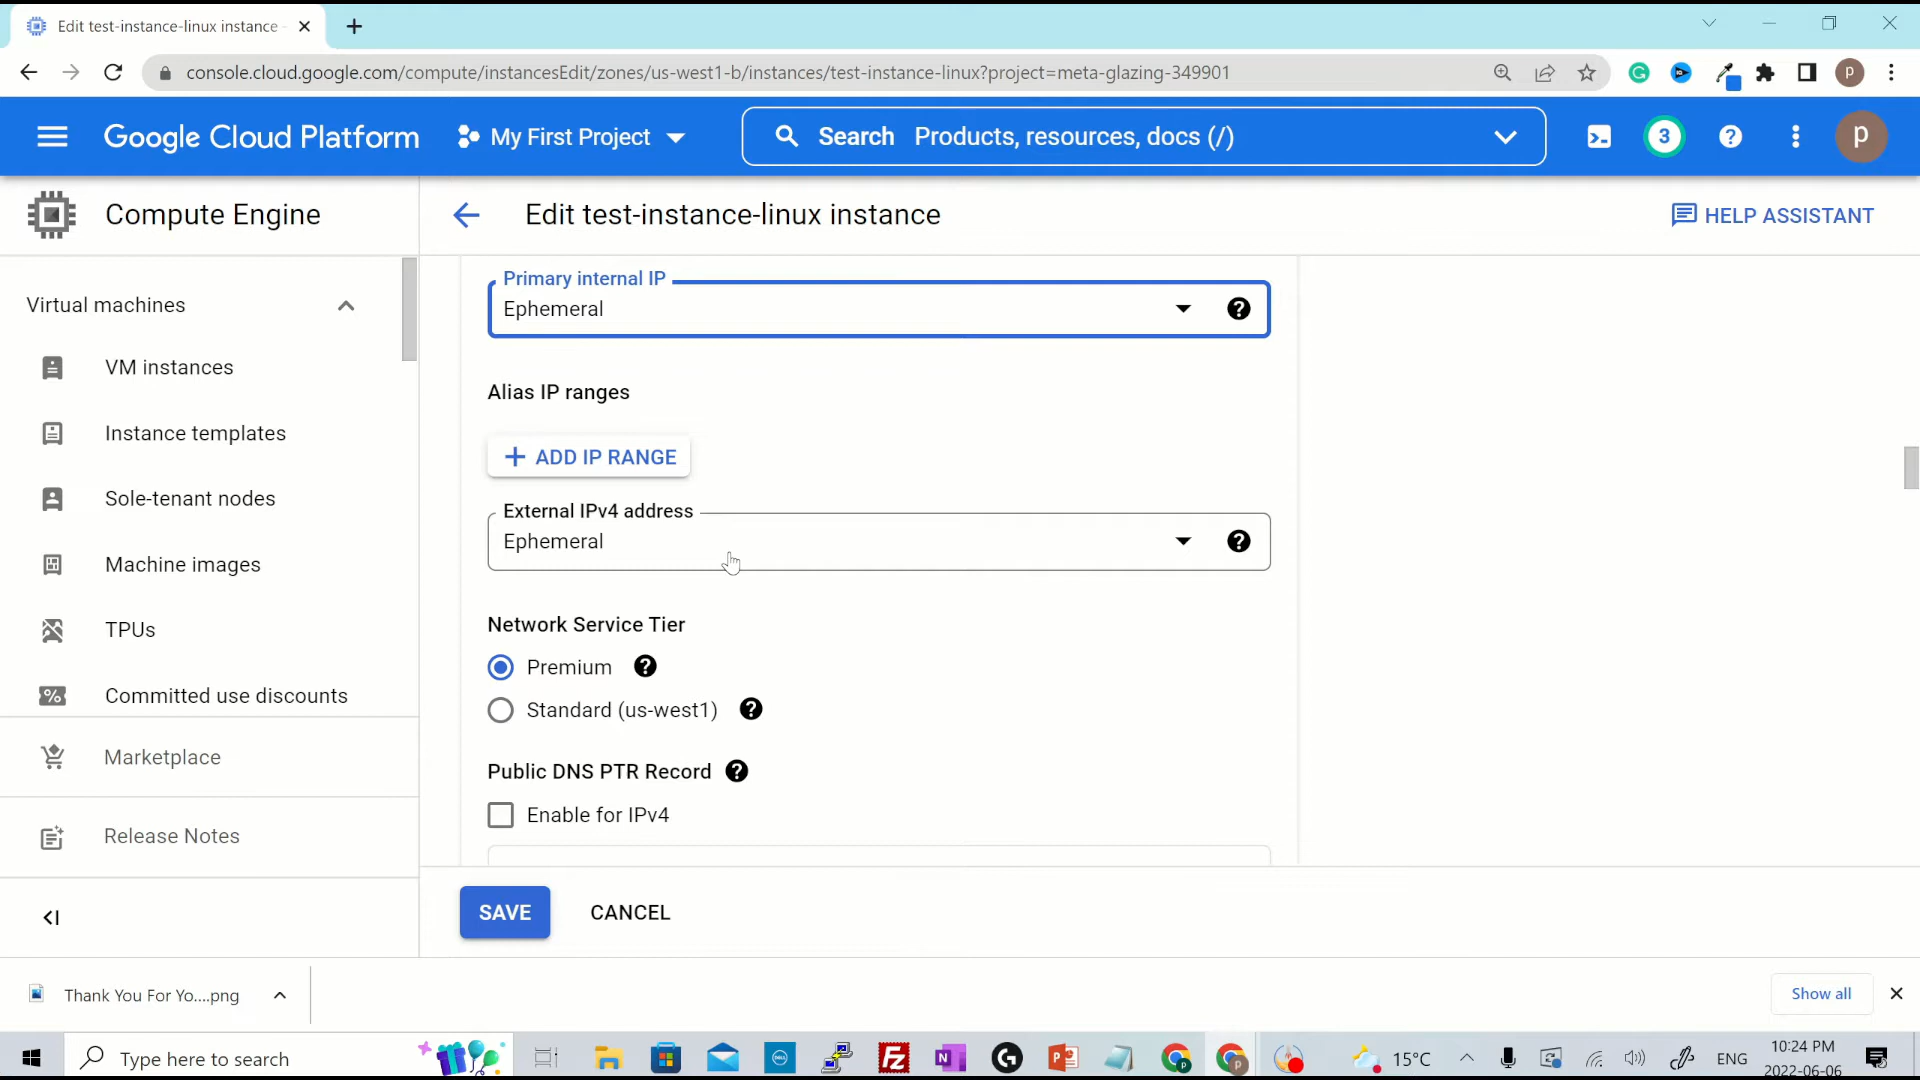 Edit test-instance-linux instance -
console.cloud.google.com/compute/instancesEdit/zones/us-west1-b/instances/test-instance-linux?project=meta-glazing-349901
P
Google Cloud Platform
My First Project
Search Products, resources, docs (/)
3
p
Compute Engine
Edit test-instance-linux instance
HELP ASSISTANT
Virtual machines
VM instances
Instance templates
Sole-tenant nodes
Machine images
TPUs
Committed use discounts
Marketplace
Release Notes
Primary internal IP
Ephemeral
Alias IP ranges
+ ADD IP RANGE
External IPv4 address
Ephemeral
Network Service Tier
Premium
Standard (us-west1)
Public DNS PTR Record
Enable for IPv4
SAVE
CANCEL
Thank You For Yo....png
Show all
Type here to search
15°C
ENG
10:24 PM
2022-06-06